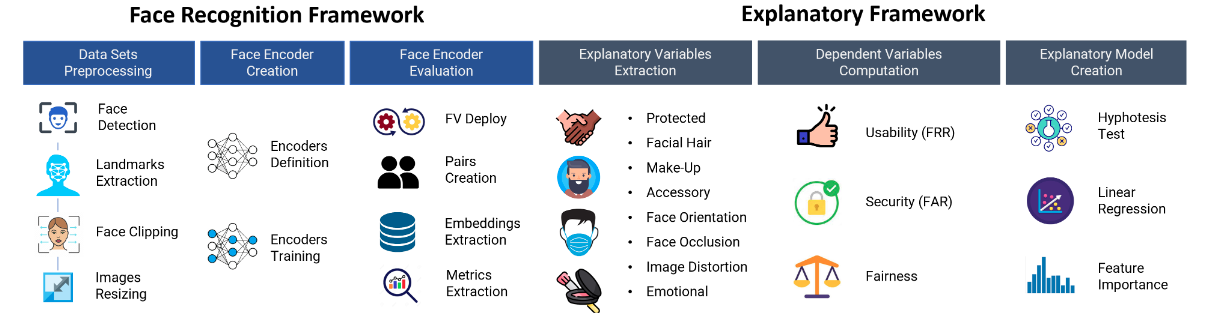 Face Recognition Framework
Explanatory Framework
Data Sets
Preprocessing
Face Encoder
Creation
Face Encoder
Evaluation
Explanatory Variables
Extraction
Dependent Variables
Computation
Explanatory Model
Creation
Face
Detection
Landmarks
Extraction
Face Clipping
Images
Resizing
Encoders
Definition
Encoders
Training
FV Deploy
Pairs
Creation
Embeddings
Extraction
Metrics
Extraction
• Protected
• Facial Hair
• Make-Up
• Accessory
• Face Orientation
• Face Occlusion
• Image Distortion
• Emotional
Usability (FRR)
Security (FAR)
Fairness
Hyphotesis
Test
Linear
Regression
Feature
Importance